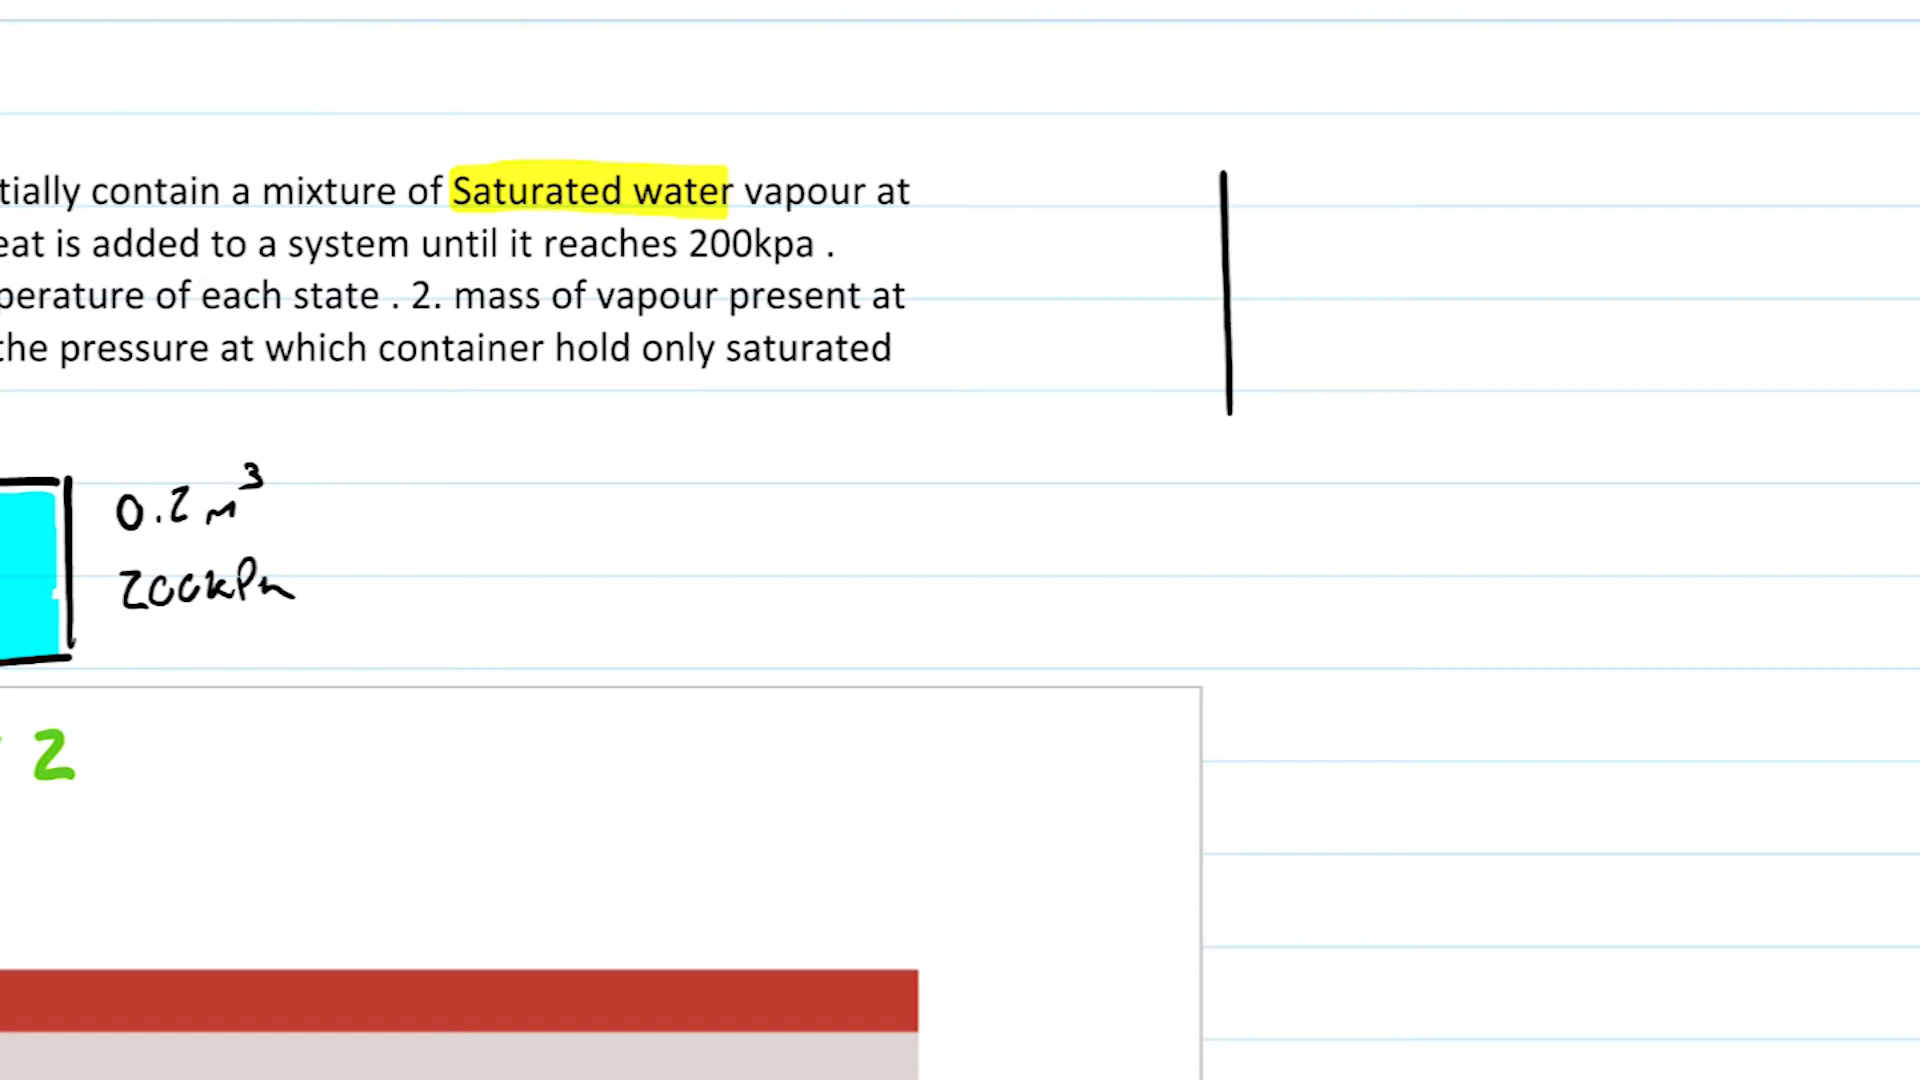 tially contain a mixture of Saturated water vapour at
eat is added to a system until it reaches 200kpa .
perature of each state . 2. mass of vapour present at
the pressure at which container hold only saturated
0.2 m³
200kPa
2